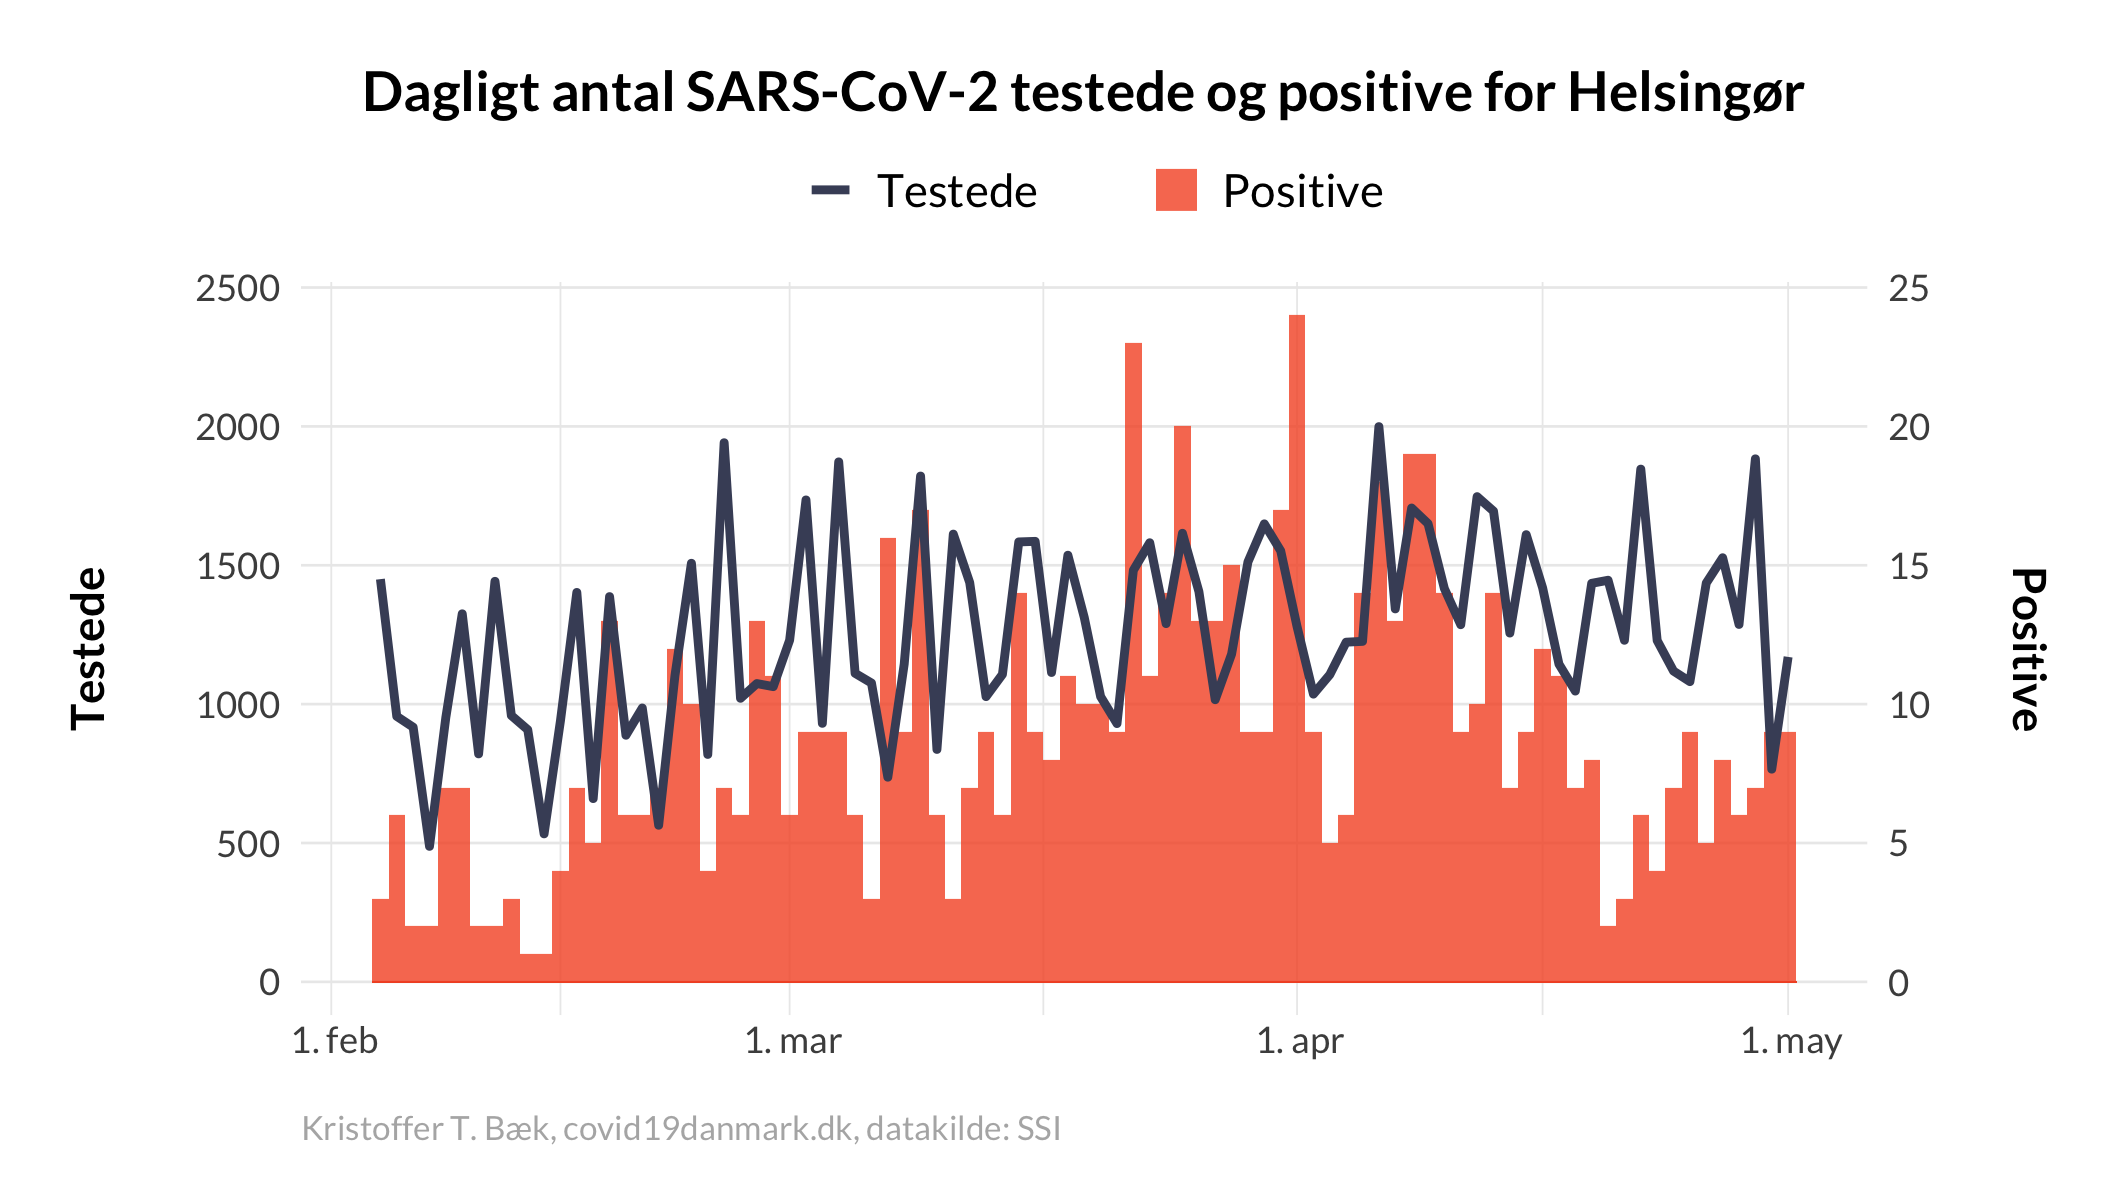 Dagligt antal SARS-CoV-2 testede og positive for Helsingør
Testede
Positive
2500
2000
1500
1000
500
0
25
20
15
10
5
0
Testede
Positive
1. feb
1. mar
1. apr
1. may
Kristoffer T. Bæk, covid19danmark.dk, datakilde: SSI